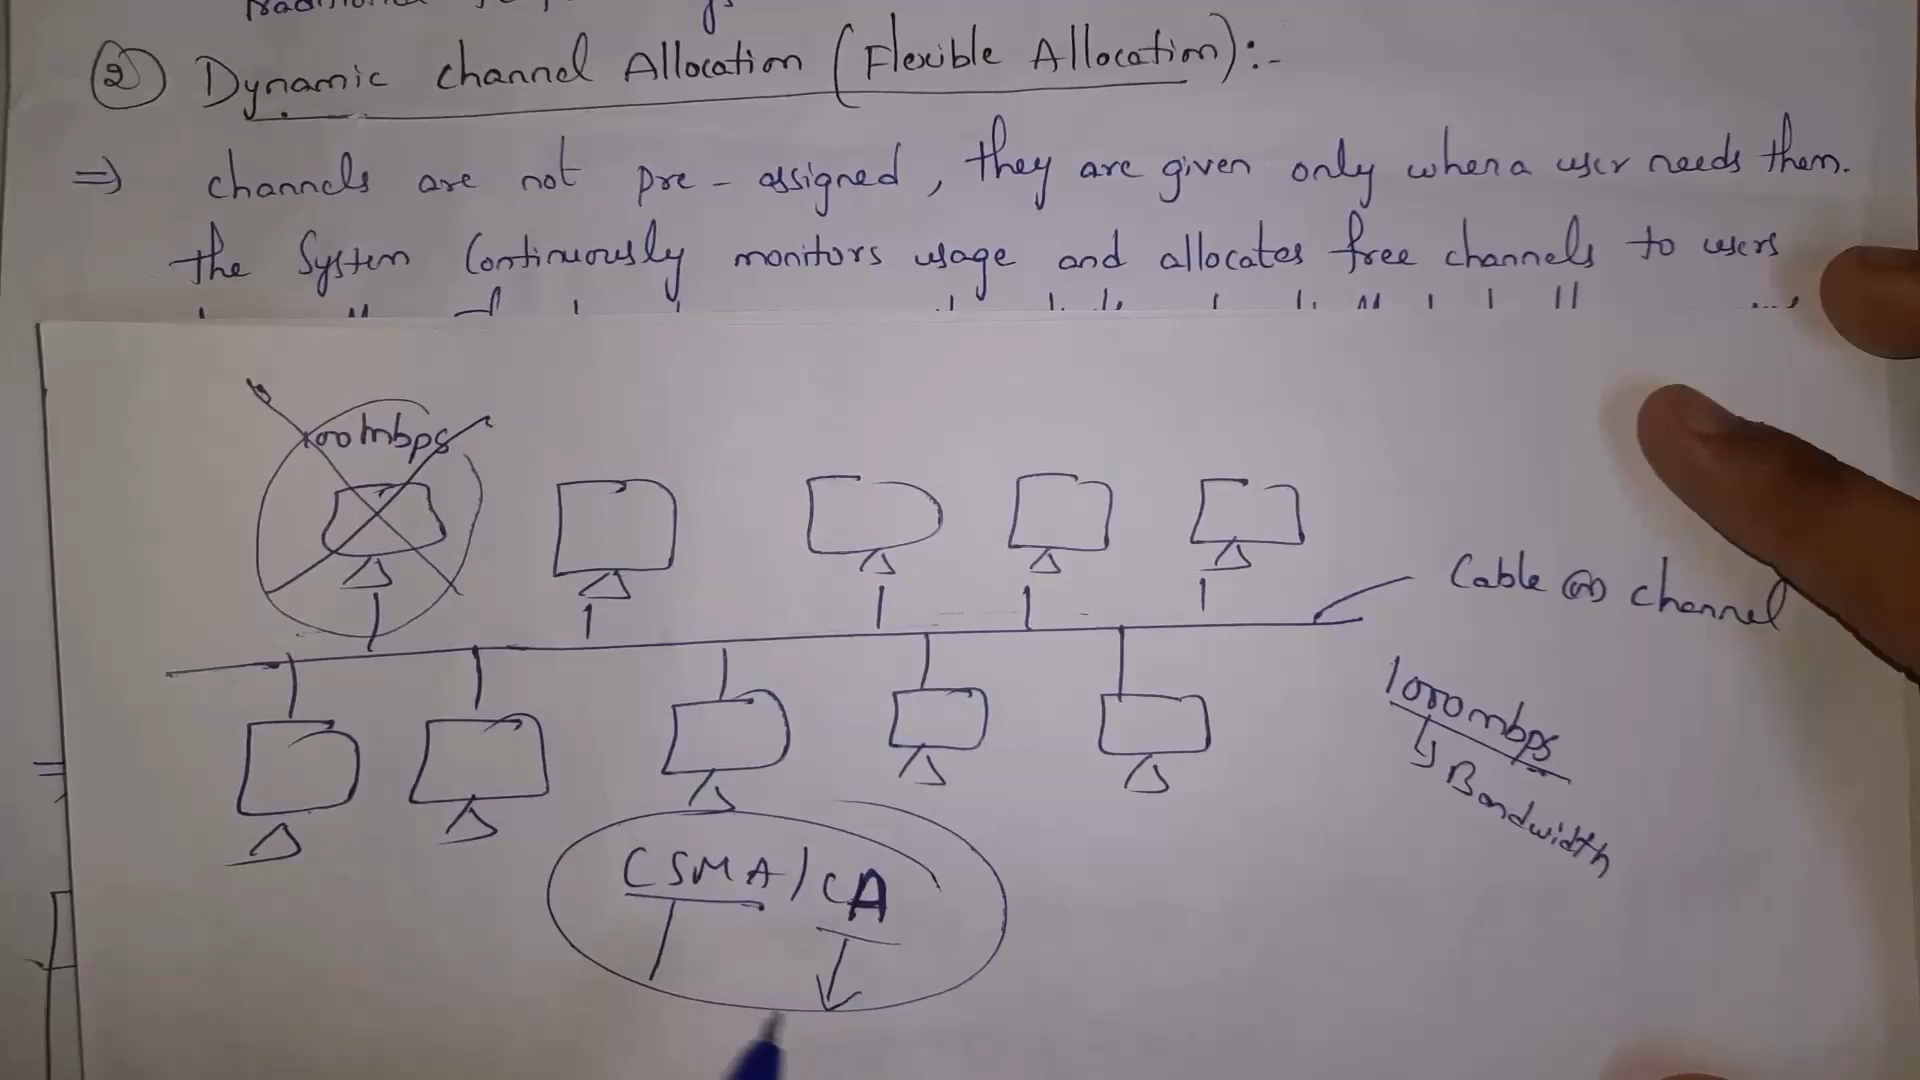 ② Dynamic channel Allocation (Flexible Allocation):-
⇒ channels are not pre-assigned, they are given only when a user needs them.
the System Continuously monitors usage and allocates free channels to users
100 mbps
Cable (or) channel
1000 mbps
↳ Bandwidth
CSMA/CA